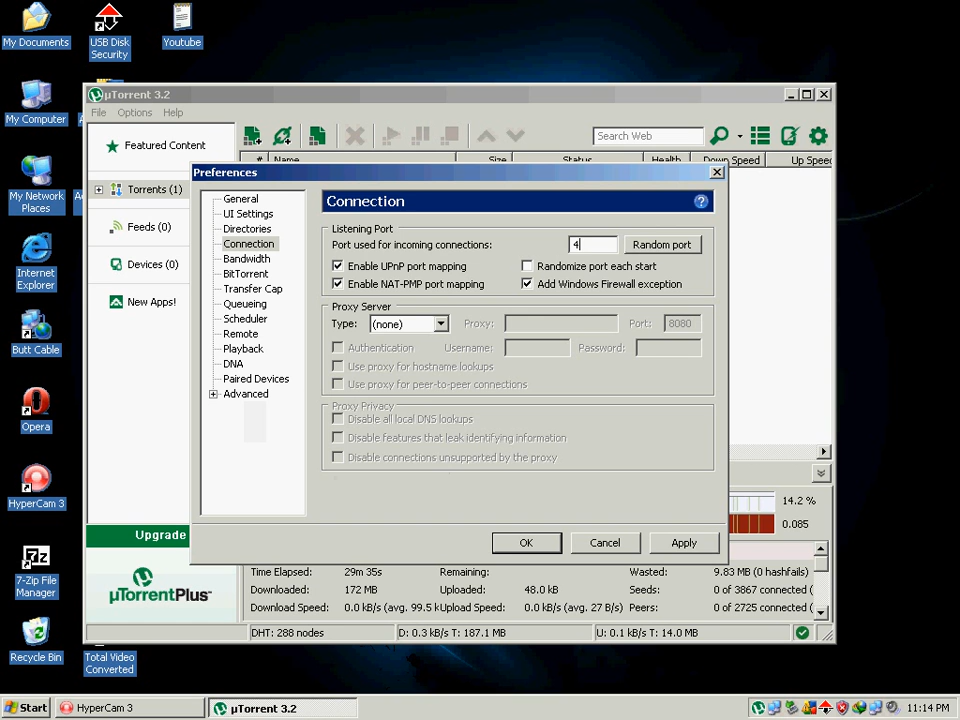 My Documents
USB Disk
Security
Youtube
My Computer
My Network
Places
Internet
Explorer
Butt Cable
Opera
HyperCam 3
7-Zip File
Manager
Recycle Bin
Total Video
Converted
µTorrent 3.2
File Options Help
Featured Content
Torrents (1)
Feeds (0)
Devices (0)
New Apps!
Upgrade
µTorrentPlus™
Search Web
# Name Size Status Health Down Speed Up Speed
Preferences
General
UI Settings
Directories
Connection
Bandwidth
BitTorrent
Transfer Cap
Queueing
Scheduler
Remote
Playback
DNA
Paired Devices
Advanced
Connection
Listening Port
Port used for incoming connections: 4 Random port
Enable UPnP port mapping Randomize port each start
Enable NAT-PMP port mapping Add Windows Firewall exception
Proxy Server
Type: (none) Proxy: Port: 8080
Authentication Username: Password:
Use proxy for hostname lookups
Use proxy for peer-to-peer connections
Proxy Privacy
Disable all local DNS lookups
Disable features that leak identifying information
Disable connections unsupported by the proxy
OK Cancel Apply
14.2 %
0.085
Time Elapsed: 29m 35s Remaining: Wasted: 9.83 MB (0 hashfails)
Downloaded: 172 MB Uploaded: 48.0 kB Seeds: 0 of 3867 connected (
Download Speed: 0.0 kB/s (avg. 99.5 k Upload Speed: 0.0 kB/s (avg. 27 B/s) Peers: 0 of 2725 connected (
DHT: 288 nodes D: 0.3 kB/s T: 187.1 MB U: 0.1 kB/s T: 14.0 MB
Start HyperCam 3 µTorrent 3.2 11:14 PM